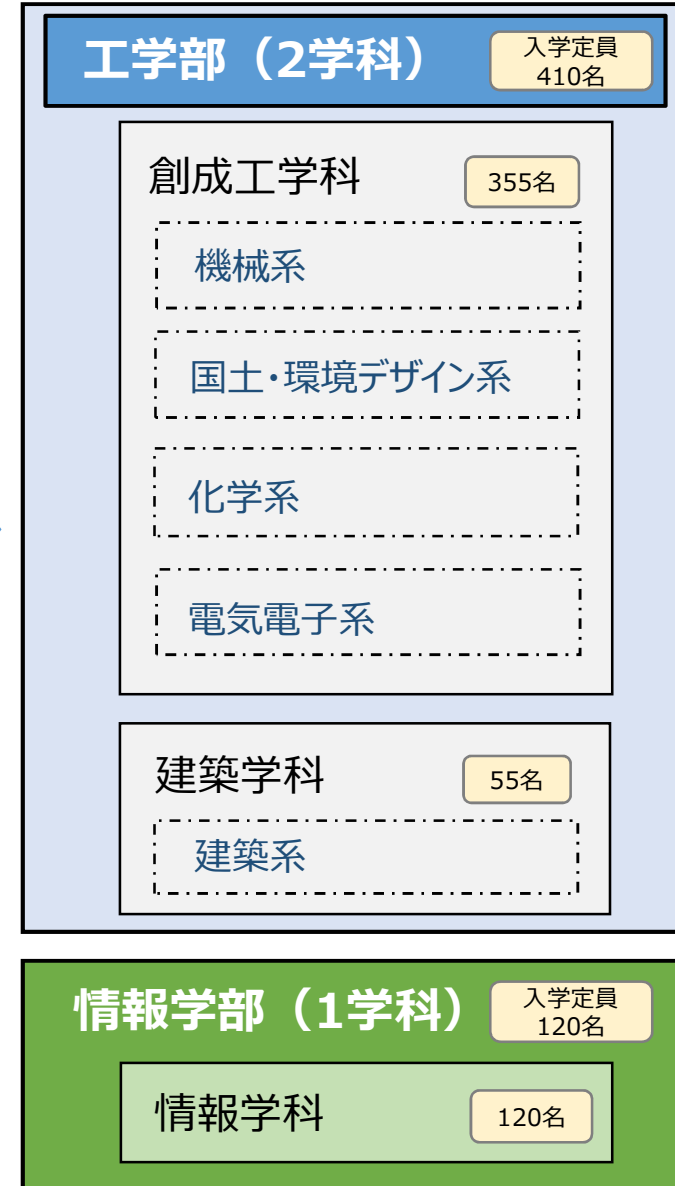 工学部（2学科）
入学定員
410名
創成工学科
355名
機械系
国土・環境デザイン系
化学系
電気電子系
建築学科
55名
建築系
情報学部（1学科）
入学定員
120名
情報学科
120名